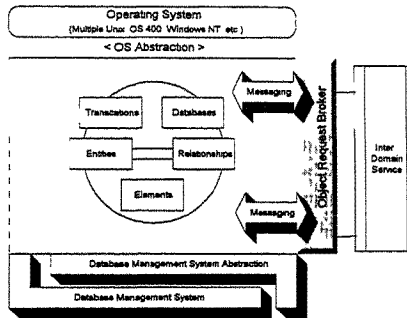 Operating System
(Multiple Unix OS 400 Windows NT etc )
< OS Abstraction >
Transactions
Databases
Entities
Relationships
Elements
Messaging
Messaging
Object Request Broker
Inter
Domain
Service
Database Management System Abstraction
Database Management System